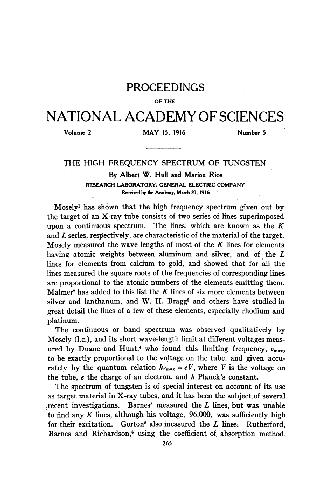 PROCEEDINGS
OF THE
NATIONAL ACADEMY OF SCIENCES
Volume 2 MAY 15, 1916 Number 5
THE HIGH FREQUENCY SPECTRUM OF TUNGSTEN
By Albert W. Hull and Marion Rice
RESEARCH LABORATORY, GENERAL ELECTRIC COMPANY
Received by the Academy, March 27, 1916
Mosely¹ has shown that the high frequency spectrum given out by
the target of an X-ray tube consists of two series of lines superimposed
upon a continuous spectrum. The lines, which are known as the K
and L series, respectively, are characteristic of the material of the target.
Mosely measured the wave lengths of most of the K lines for elements
having atomic weights between aluminum and silver, and of the L
lines for elements from calcium to gold, and showed that for all the
lines measured the square roots of the frequencies of corresponding lines
are proportional to the atomic numbers of the elements emitting them.
Malmer² has added to this list the K lines of six more elements between
silver and lanthanum, and W. H. Bragg³ and others have studied in
great detail the lines of a few of these elements, especially rhodium and
platinum.
The continuous or band spectrum was observed qualitatively by
Mosely (l.c.), and its short wave-length limit at different voltages meas-
ured by Duane and Hunt,⁴ who found this limiting frequency, νmax,
to be exactly proportional to the voltage on the tube, and given accu-
rately by the quantum relation hνmax = eV, where V is the voltage on
the tube, e the charge of an electron, and h Planck's constant.
The spectrum of tungsten is of special interest on account of its use
as target material in X-ray tubes, and it has been the subject of several
recent investigations. Barnes⁵ measured the L lines, but was unable
to find any K lines, although his voltage, 96,000, was sufficiently high
for their excitation. Gorton⁶ also measured the L lines. Rutherford,
Barnes and Richardson,⁷ using the coefficient of absorption method
265